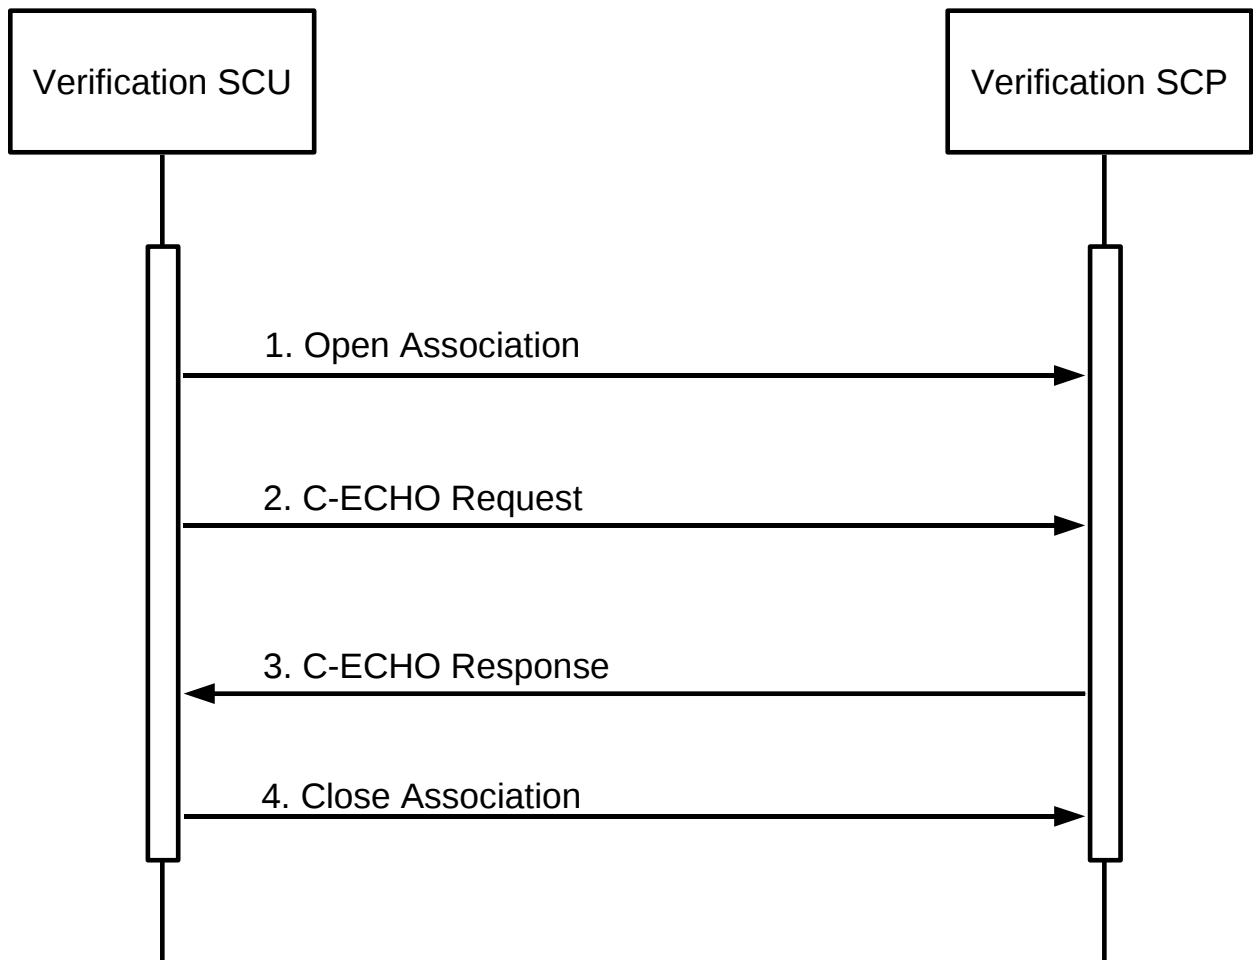 Verification SCU
Verification SCP
1. Open Association
2. C-ECHO Request
3. C-ECHO Response
4. Close Association